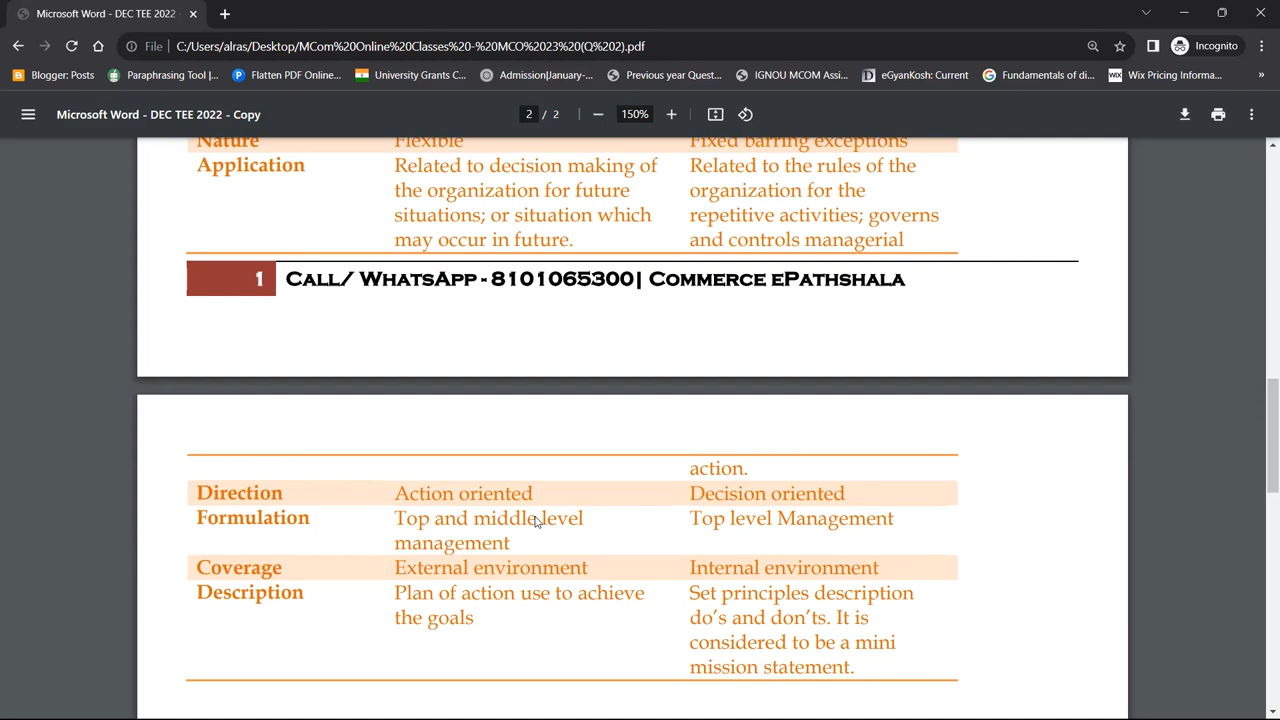 Microsoft Word - DEC TEE 2022 -
Incognito
File C:/Users/alras/Desktop/MCom%20Online%20Classes%20-%20MCO%2023%20(Q%202).pdf
Blogger: Posts Paraphrasing Tool |... Flatten PDF Online... University Grants C... Admission|January-... Previous year Quest... IGNOU MCOM Assi... eGyanKosh: Current Fundamentals of di... Wix Pricing Informa... »
Microsoft Word - DEC TEE 2022 - Copy 2 / 2 150%
Nature Flexible Fixed barring exceptions
Application Related to decision making of Related to the rules of the
the organization for future organization for the
situations; or situation which repetitive activities; governs
may occur in future. and controls managerial
1 Call/ WhatsApp - 8101065300| Commerce ePathshala
action.
Direction Action oriented Decision oriented
Formulation Top and middle level Top level Management
management
Coverage External environment Internal environment
Description Plan of action use to achieve Set principles description
the goals do's and don'ts. It is
considered to be a mini
mission statement.